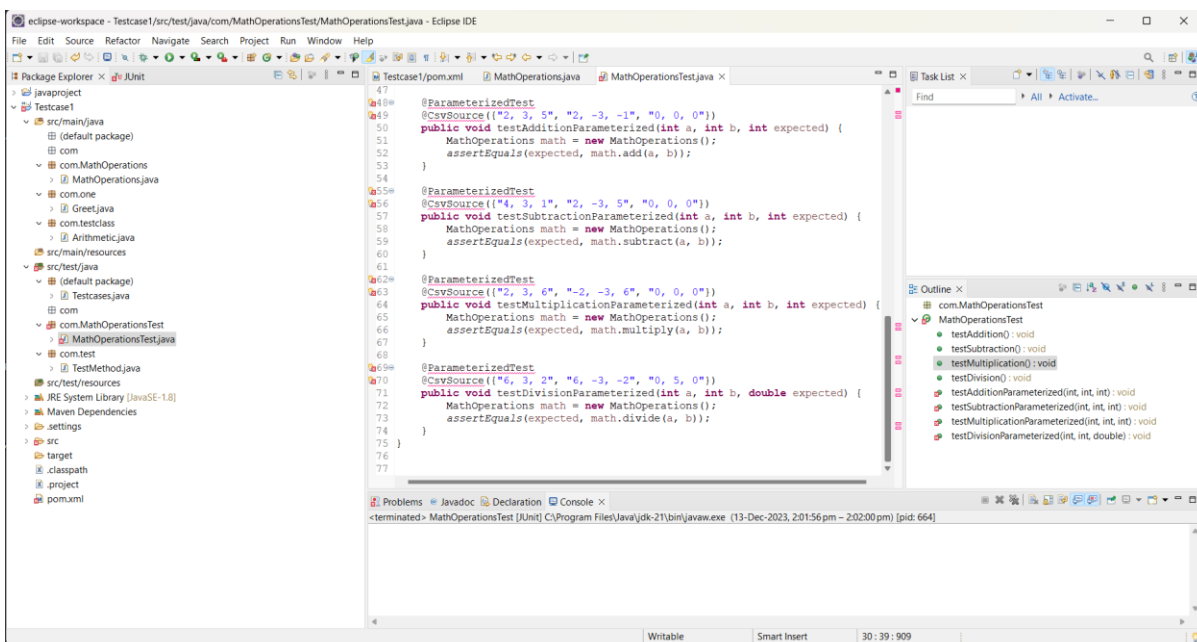 eclipse-workspace - Testcase1/src/test/java/com/MathOperationsTest/MathOperationsTest.java - Eclipse IDE
File Edit Source Refactor Navigate Search Project Run Window Help
Package Explorer JUnit
javaproject
Testcase1
src/main/java
(default package)
com
com.MathOperations
MathOperations.java
com.one
Greet.java
com.testclass
Arithmetic.java
src/main/resources
src/test/java
(default package)
Testcases.java
com
com.MathOperationsTest
MathOperationsTest.java
com.test
TestMethod.java
src/test/resources
JRE System Library [JavaSE-1.8]
Maven Dependencies
.settings
src
target
.classpath
.project
pom.xml
Testcase1/pom.xml MathOperations.java MathOperationsTest.java
47
48 @ParameterizedTest
49 @CsvSource({"2, 3, 5", "2, -3, -1", "0, 0, 0"})
50 public void testAdditionParameterized(int a, int b, int expected) {
51 MathOperations math = new MathOperations();
52 assertEquals(expected, math.add(a, b));
53 }
54
55 @ParameterizedTest
56 @CsvSource({"4, 3, 1", "2, -3, 5", "0, 0, 0"})
57 public void testSubtractionParameterized(int a, int b, int expected) {
58 MathOperations math = new MathOperations();
59 assertEquals(expected, math.subtract(a, b));
60 }
61
62 @ParameterizedTest
63 @CsvSource({"2, 3, 6", "-2, -3, 6", "0, 0, 0"})
64 public void testMultiplicationParameterized(int a, int b, int expected) {
65 MathOperations math = new MathOperations();
66 assertEquals(expected, math.multiply(a, b));
67 }
68
69 @ParameterizedTest
70 @CsvSource({"6, 3, 2", "6, -3, -2", "0, 5, 0"})
71 public void testDivisionParameterized(int a, int b, double expected) {
72 MathOperations math = new MathOperations();
73 assertEquals(expected, math.divide(a, b));
74 }
75 }
76
77
Task List
Find All Activate...
Outline
com.MathOperationsTest
MathOperationsTest
testAddition() : void
testSubtraction() : void
testMultiplication() : void
testDivision() : void
testAdditionParameterized(int, int, int) : void
testSubtractionParameterized(int, int, int) : void
testMultiplicationParameterized(int, int, int) : void
testDivisionParameterized(int, int, double) : void
Problems Javadoc Declaration Console
<terminated> MathOperationsTest [JUnit] C:\Program Files\Java\jdk-21\bin\javaw.exe (13-Dec-2023, 2:01:56 pm – 2:02:00 pm) [pid: 664]
Writable Smart Insert 30 : 39 : 909